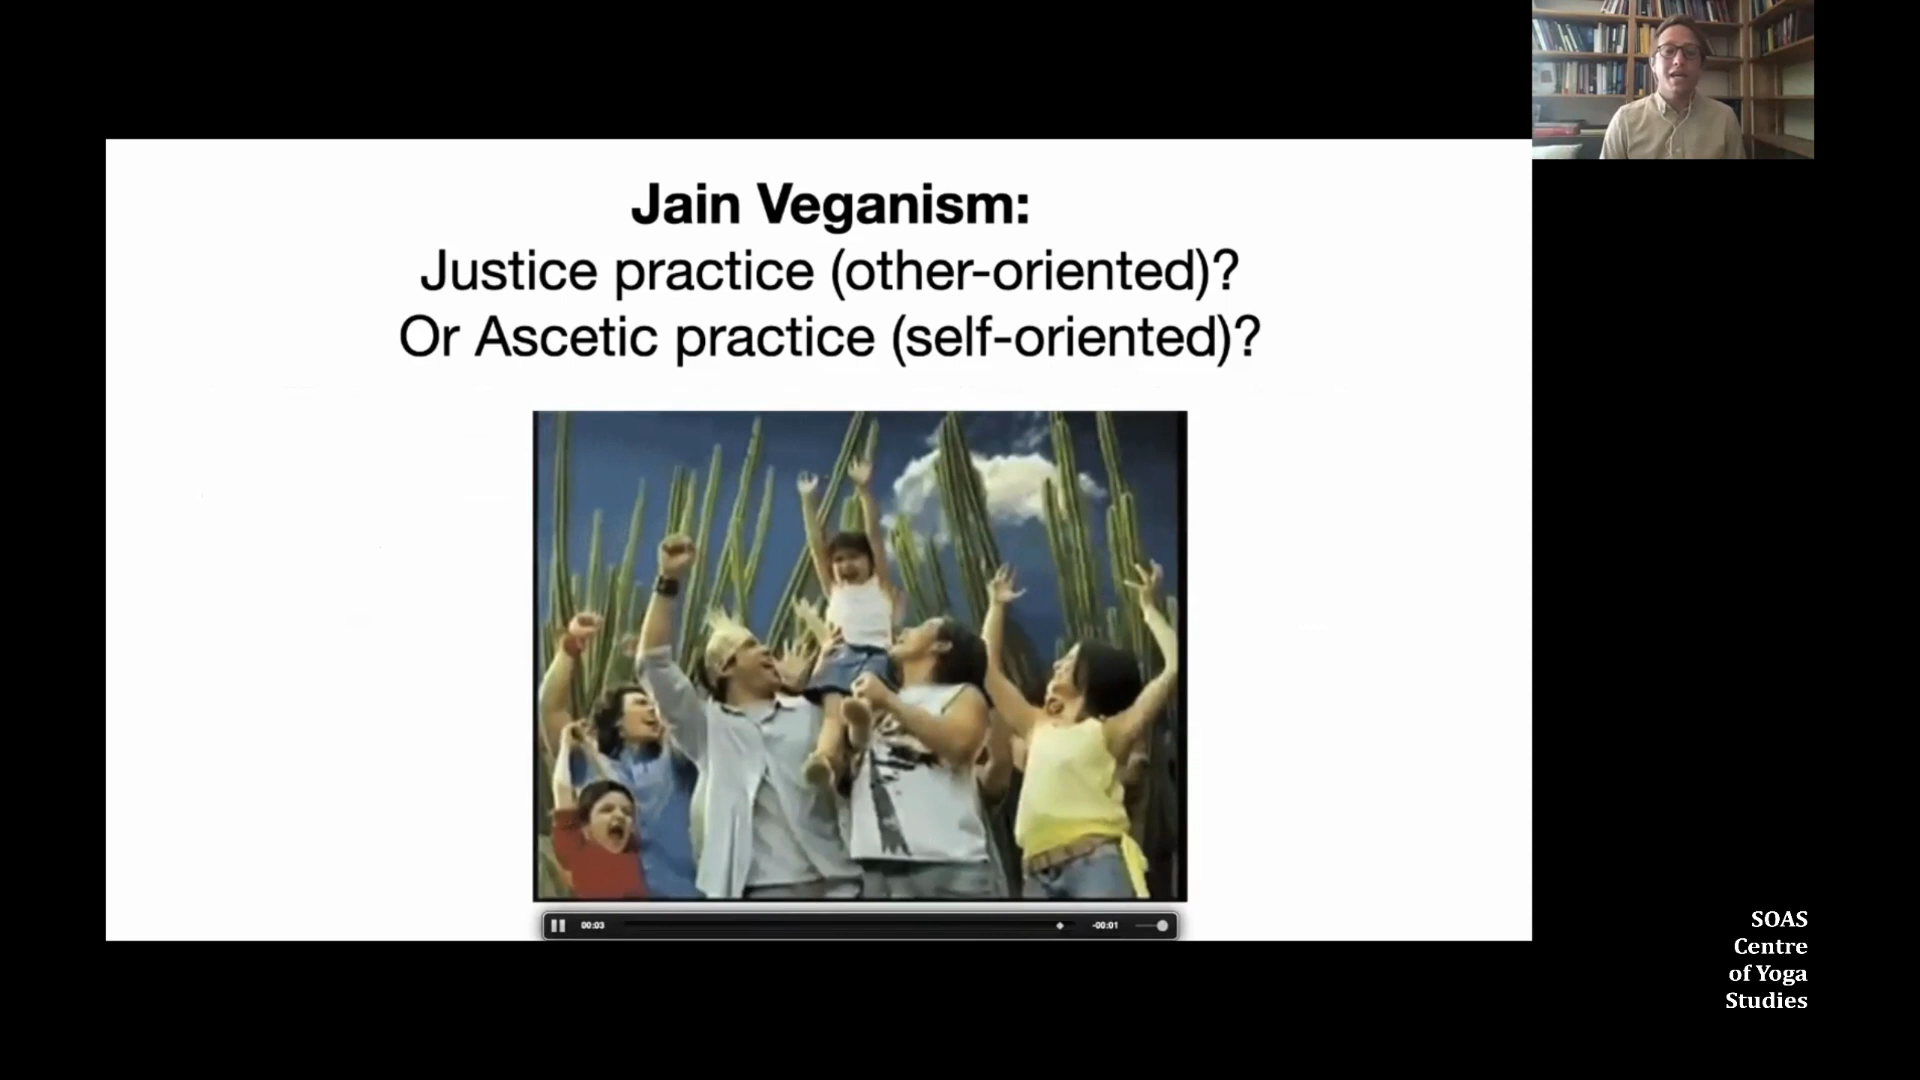 Jain Veganism:
Justice practice (other-oriented)?
Or Ascetic practice (self-oriented)?
00:03
-00:01
SOAS
Centre
of Yoga
Studies